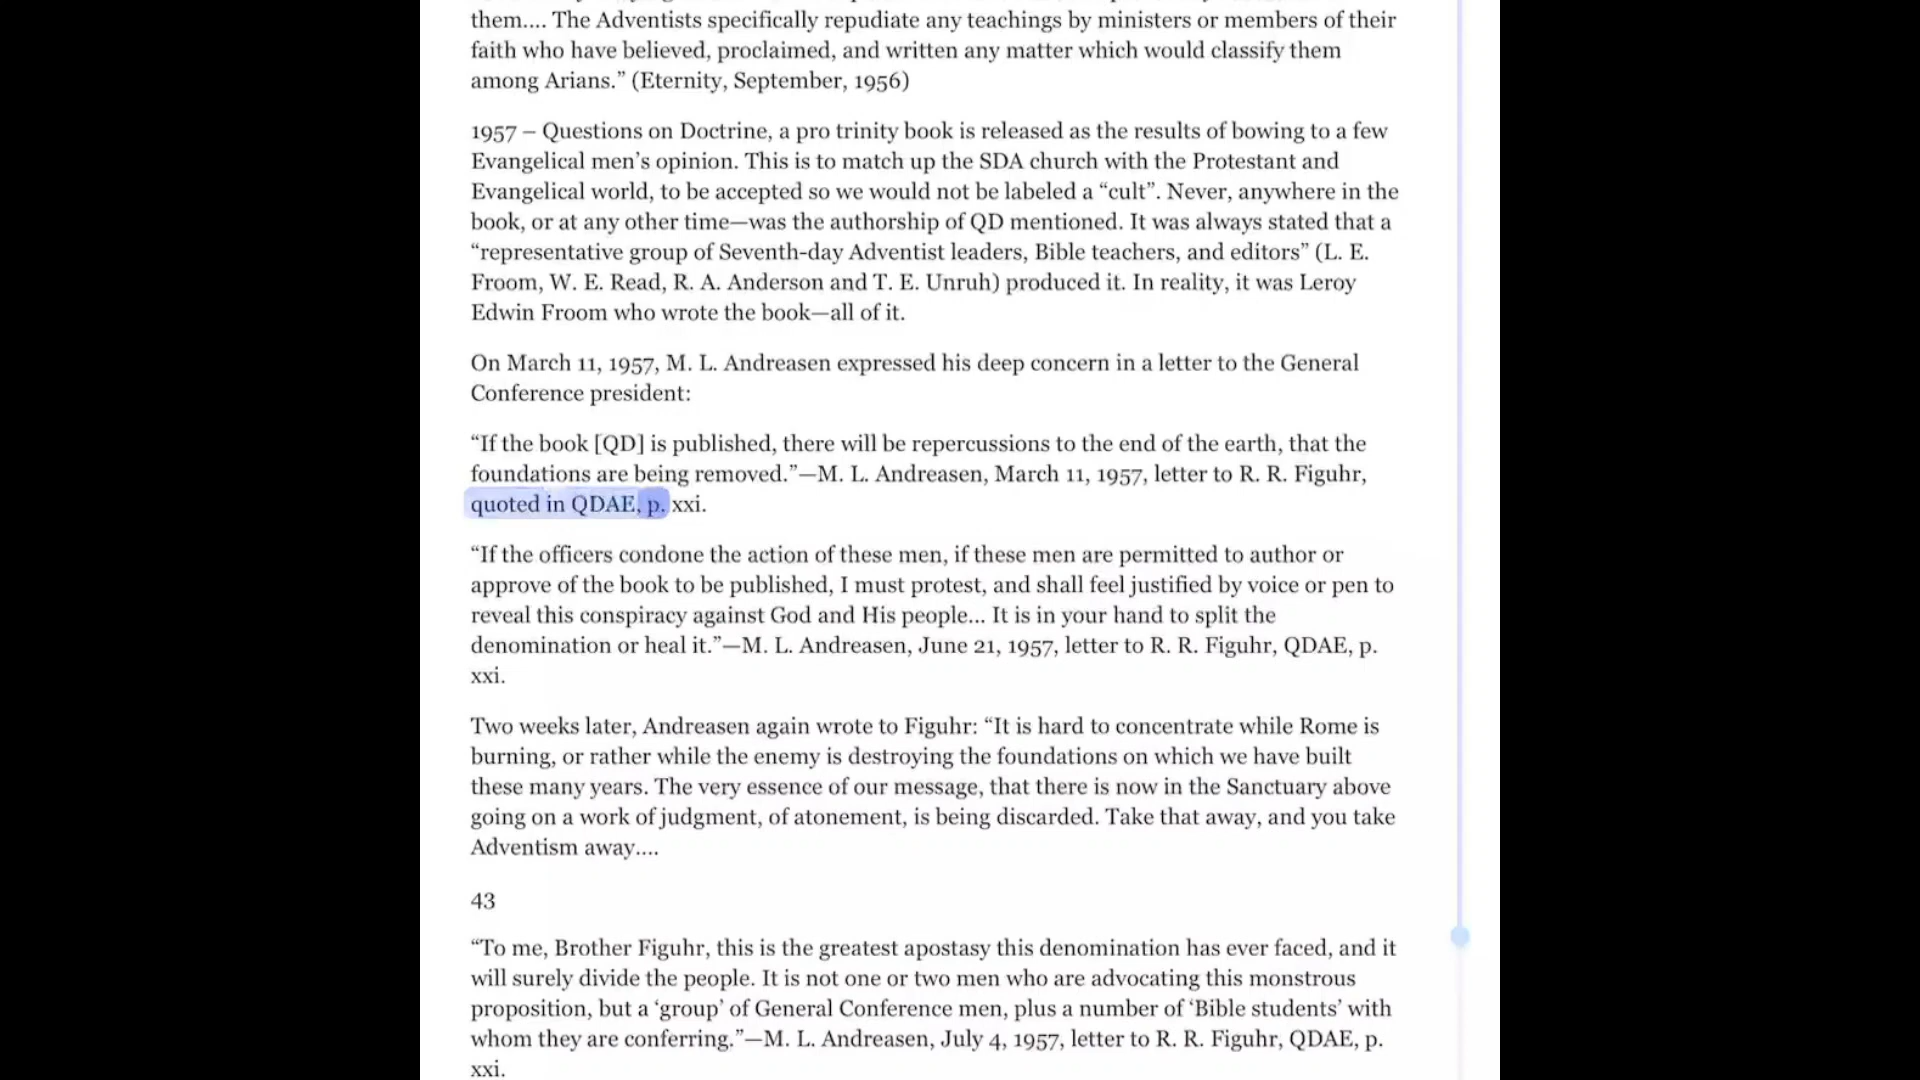 them.... The Adventists specifically repudiate any teachings by ministers or members of their
faith who have believed, proclaimed, and written any matter which would classify them
among Arians.” (Eternity, September, 1956)
1957 – Questions on Doctrine, a pro trinity book is released as the results of bowing to a few
Evangelical men’s opinion. This is to match up the SDA church with the Protestant and
Evangelical world, to be accepted so we would not be labeled a “cult”. Never, anywhere in the
book, or at any other time—was the authorship of QD mentioned. It was always stated that a
“representative group of Seventh-day Adventist leaders, Bible teachers, and editors” (L. E.
Froom, W. E. Read, R. A. Anderson and T. E. Unruh) produced it. In reality, it was Leroy
Edwin Froom who wrote the book—all of it.
On March 11, 1957, M. L. Andreasen expressed his deep concern in a letter to the General
Conference president:
“If the book [QD] is published, there will be repercussions to the end of the earth, that the
foundations are being removed.”—M. L. Andreasen, March 11, 1957, letter to R. R. Figuhr,
quoted in QDAE, p. xxi.
“If the officers condone the action of these men, if these men are permitted to author or
approve of the book to be published, I must protest, and shall feel justified by voice or pen to
reveal this conspiracy against God and His people... It is in your hand to split the
denomination or heal it.”—M. L. Andreasen, June 21, 1957, letter to R. R. Figuhr, QDAE, p.
xxi.
Two weeks later, Andreasen again wrote to Figuhr: “It is hard to concentrate while Rome is
burning, or rather while the enemy is destroying the foundations on which we have built
these many years. The very essence of our message, that there is now in the Sanctuary above
going on a work of judgment, of atonement, is being discarded. Take that away, and you take
Adventism away....
43
“To me, Brother Figuhr, this is the greatest apostasy this denomination has ever faced, and it
will surely divide the people. It is not one or two men who are advocating this monstrous
proposition, but a ‘group’ of General Conference men, plus a number of ‘Bible students’ with
whom they are conferring.”—M. L. Andreasen, July 4, 1957, letter to R. R. Figuhr, QDAE, p.
xxi.